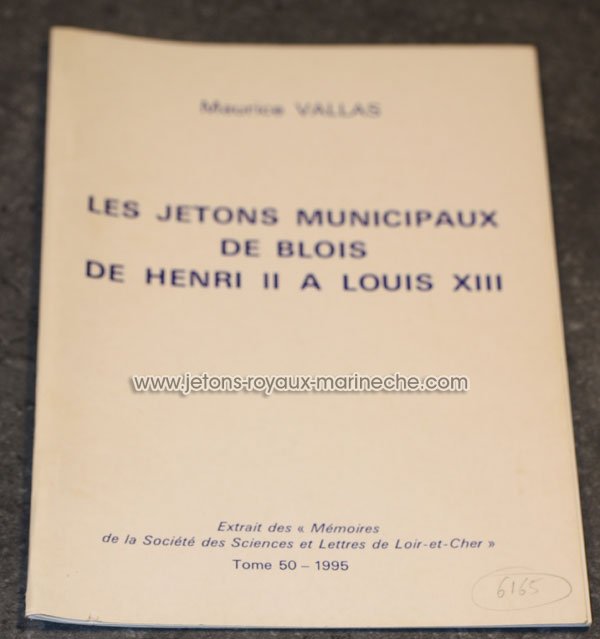 Maurice VALLAS
LES JETONS MUNICIPAUX
DE BLOIS
DE HENRI II A LOUIS XIII
www.jetons-royaux-marineche.com
Extrait des « Mémoires
de la Société des Sciences et Lettres de Loir-et-Cher »
Tome 50 – 1995
6165